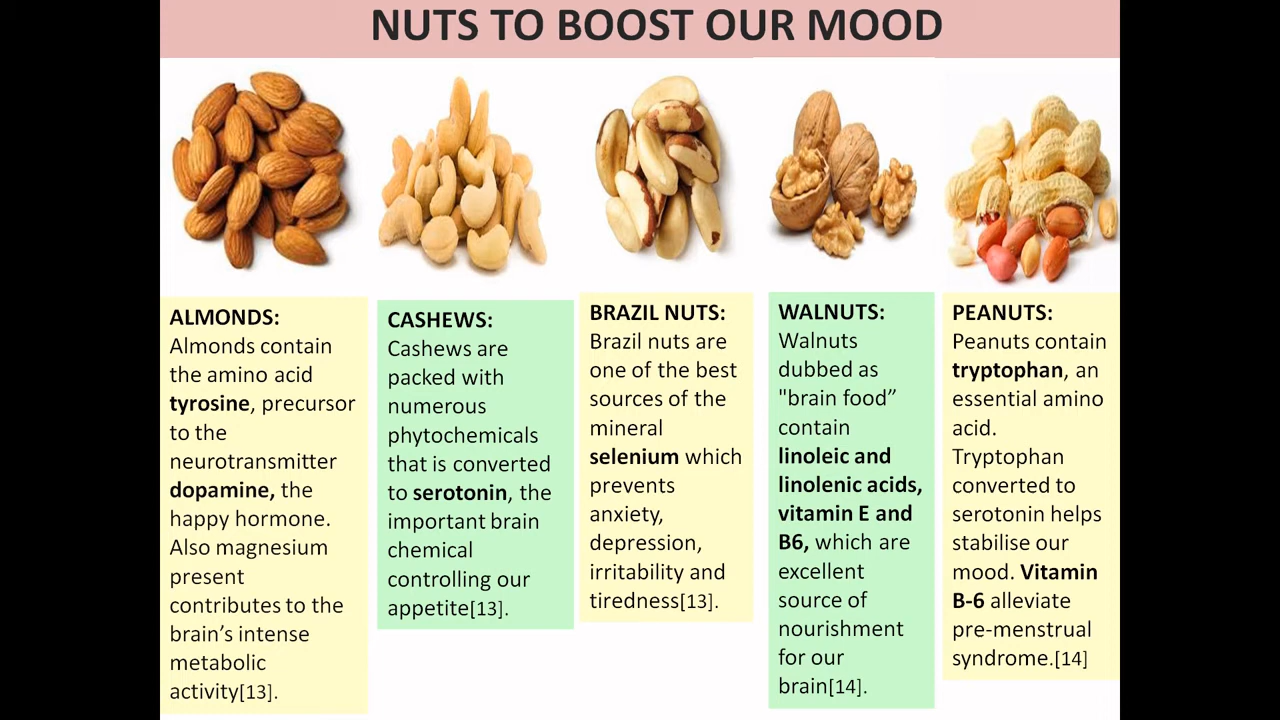 NUTS TO BOOST OUR MOOD
ALMONDS:
Almonds contain
the amino acid
tyrosine, precursor
to the
neurotransmitter
dopamine, the
happy hormone.
Also magnesium
present
contributes to the
brain’s intense
metabolic
activity[13].
CASHEWS:
Cashews are
packed with
numerous
phytochemicals
that is converted
to serotonin, the
important brain
chemical
controlling our
appetite[13].
BRAZIL NUTS:
Brazil nuts are
one of the best
sources of the
mineral
selenium which
prevents
anxiety,
depression,
irritability and
tiredness[13].
WALNUTS:
Walnuts
dubbed as
"brain food”
contain
linoleic and
linolenic acids,
vitamin E and
B6, which are
excellent
source of
nourishment
for our
brain[14].
PEANUTS:
Peanuts contain
tryptophan, an
essential amino
acid.
Tryptophan
converted to
serotonin helps
stabilise our
mood. Vitamin
B-6 alleviate
pre-menstrual
syndrome.[14]